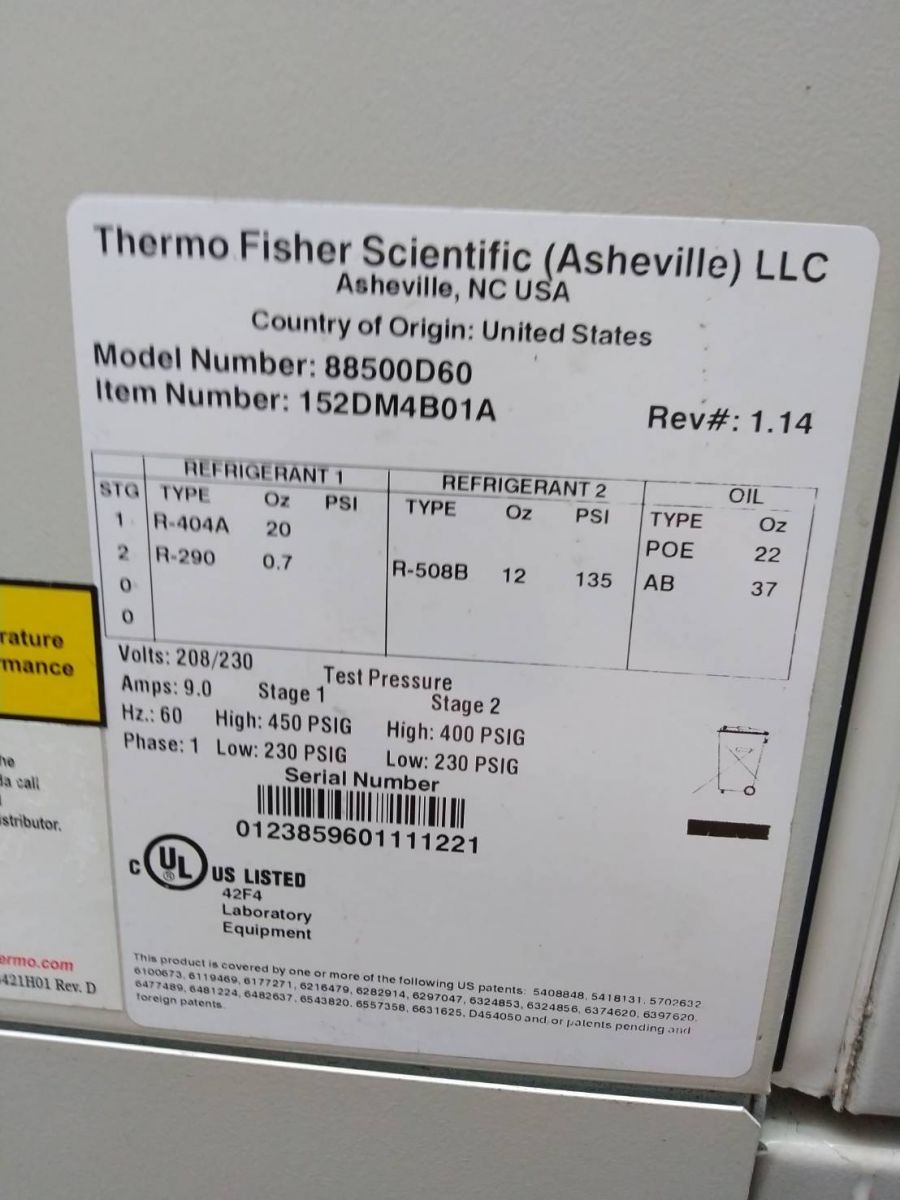 Thermo Fisher Scientific (Asheville) LLC
Asheville, NC USA
Country of Origin: United States
Model Number: 88500D60
Item Number: 152DM4B01A
Rev#: 1.14
REFRIGERANT 1 REFRIGERANT 2 OIL
STG TYPE Oz PSI TYPE Oz PSI TYPE Oz
1 R-404A 20 POE 22
2 R-290 0.7 R-508B 12 135 AB 37
0
0
Volts: 208/230 Test Pressure
Amps: 9.0 Stage 1 Stage 2
Hz.: 60 High: 450 PSIG High: 400 PSIG
Phase: 1 Low: 230 PSIG Low: 230 PSIG
Serial Number
0123859601111221
C UL ® US LISTED
42F4
Laboratory
Equipment
This product is covered by one or more of the following US patents: 5408848, 5418131, 5702632
6100673, 6119469, 6177271, 6216479, 6282914, 6297047, 6324853, 6324856, 6374620, 6397620,
6477489, 6481224, 6482637, 6543820, 6557358, 6631625, D454050 and or patents pending and
foreign patents.
rature
mance
he
da call
istributor.
ermo.com
421H01 Rev. D